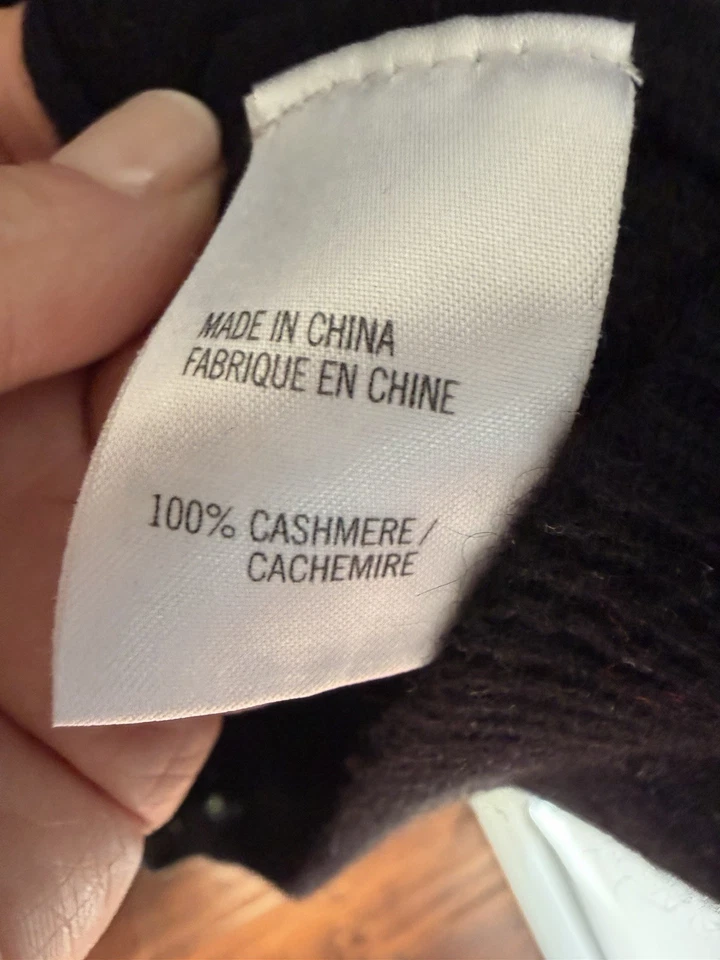 MADE IN CHINA
FABRIQUE EN CHINE
100% CASHMERE/
CACHEMIRE